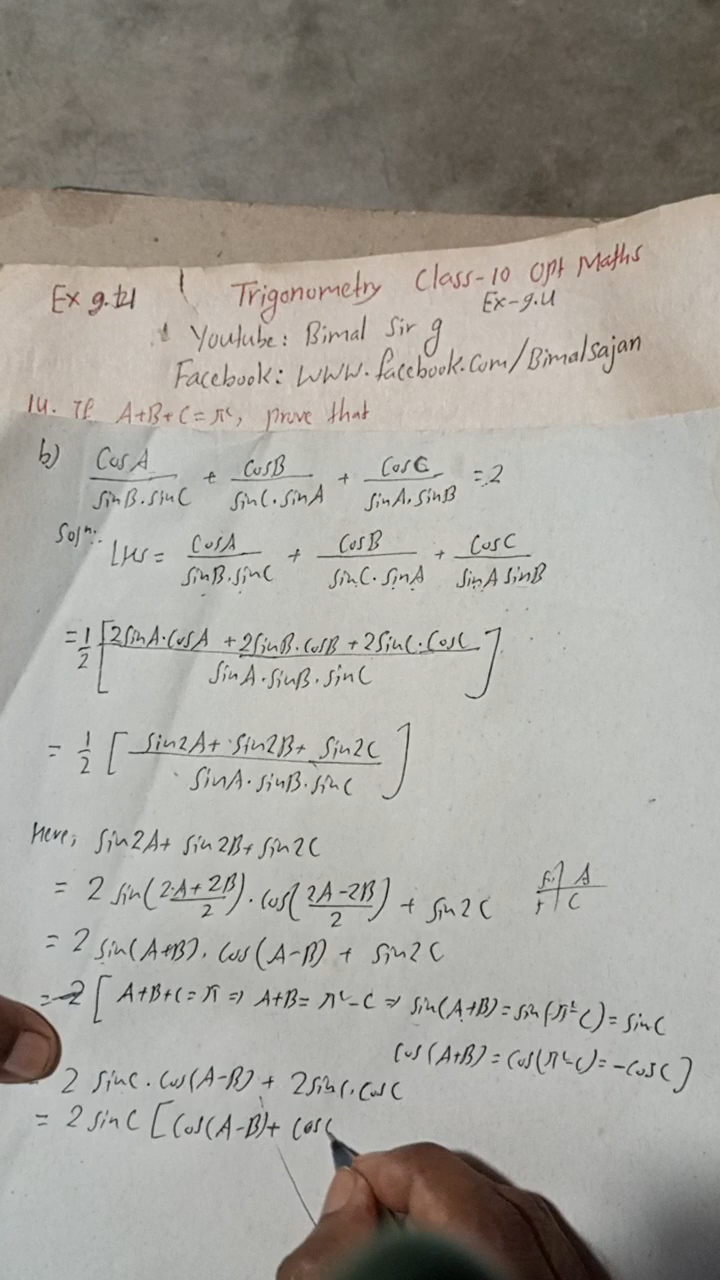 Ex 9.4 Trigonometry Class-10 Opt Maths
Ex-9.4
Youtube: Bimal Sir g
Facebook: WWW.facebook.com/Bimalsajan
14. If A+B+C=πᶜ, prove that
b) CosA/sinB.sinC + CosB/sinC.sinA + CosC/sinA.sinB =2
Solⁿ:. LHS= CosA/sinB.sinC + CosB/sinC.sinA + CosC/sinA sinB
=1/2 [2sinA.CosA + 2sinB.CosB + 2sinC.CosC/sinA.sinB.sinC]
= 1/2 [sin2A+ sin2B+ sin2C/sinA.sinB.sinC]
Here, sin2A+ sin2B+ sin2C
= 2 sin(2A+2B/2).cos(2A-2B/2) + sin2C
A
C
= 2 sin(A+B). Cos(A-B) + sin2C
[A+B+C=πᶜ ⇒ A+B= πᶜ-C ⇒ sin(A+B)=sin(πᶜ-C)=sinC
Cos(A+B)=Cos(πᶜ-C)=-CosC]
2 sinC.cos(A-B)+ 2sinC.CosC
= 2 sinC [Cos(A-B)+ CosC